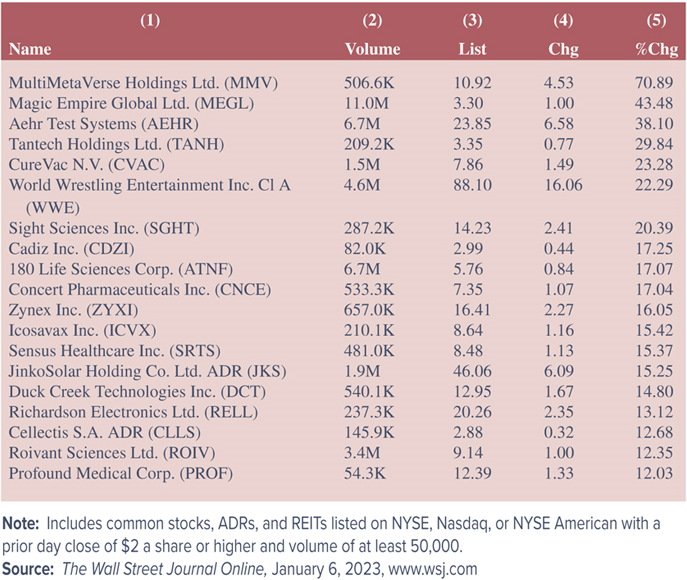 (1) (2) (3) (4) (5)
Name Volume List Chg %Chg
MultiMetaVerse Holdings Ltd. (MMV) 506.6K 10.92 4.53 70.89
Magic Empire Global Ltd. (MEGL) 11.0M 3.30 1.00 43.48
Aehr Test Systems (AEHR) 6.7M 23.85 6.58 38.10
Tantech Holdings Ltd. (TANH) 209.2K 3.35 0.77 29.84
CureVac N.V. (CVAC) 1.5M 7.86 1.49 23.28
World Wrestling Entertainment Inc. Cl A 4.6M 88.10 16.06 22.29
(WWE)
Sight Sciences Inc. (SGHT) 287.2K 14.23 2.41 20.39
Cadiz Inc. (CDZI) 82.0K 2.99 0.44 17.25
180 Life Sciences Corp. (ATNF) 6.7M 5.76 0.84 17.07
Concert Pharmaceuticals Inc. (CNCE) 533.3K 7.35 1.07 17.04
Zynex Inc. (ZYXI) 657.0K 16.41 2.27 16.05
Icosavax Inc. (ICVX) 210.1K 8.64 1.16 15.42
Sensus Healthcare Inc. (SRTS) 481.0K 8.48 1.13 15.37
JinkoSolar Holding Co. Ltd. ADR (JKS) 1.9M 46.06 6.09 15.25
Duck Creek Technologies Inc. (DCT) 540.1K 12.95 1.67 14.80
Richardson Electronics Ltd. (RELL) 237.3K 20.26 2.35 13.12
Cellectis S.A. ADR (CLLS) 145.9K 2.88 0.32 12.68
Roivant Sciences Ltd. (ROIV) 3.4M 9.14 1.00 12.35
Profound Medical Corp. (PROF) 54.3K 12.39 1.33 12.03
Note: Includes common stocks, ADRs, and REITs listed on NYSE, Nasdaq, or NYSE American with a
prior day close of $2 a share or higher and volume of at least 50,000.
Source: The Wall Street Journal Online, January 6, 2023, www.wsj.com